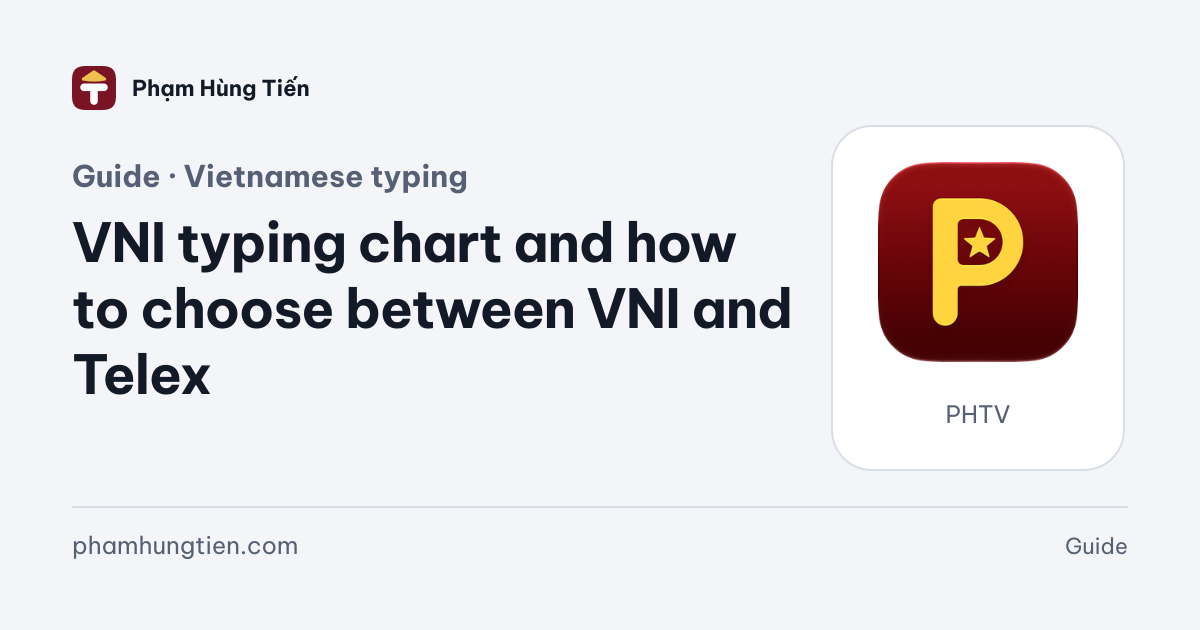 Phạm Hùng Tiến
Guide · Vietnamese typing
VNI typing chart and how
to choose between VNI and
Telex
PHTV
phamhungtien.com
Guide